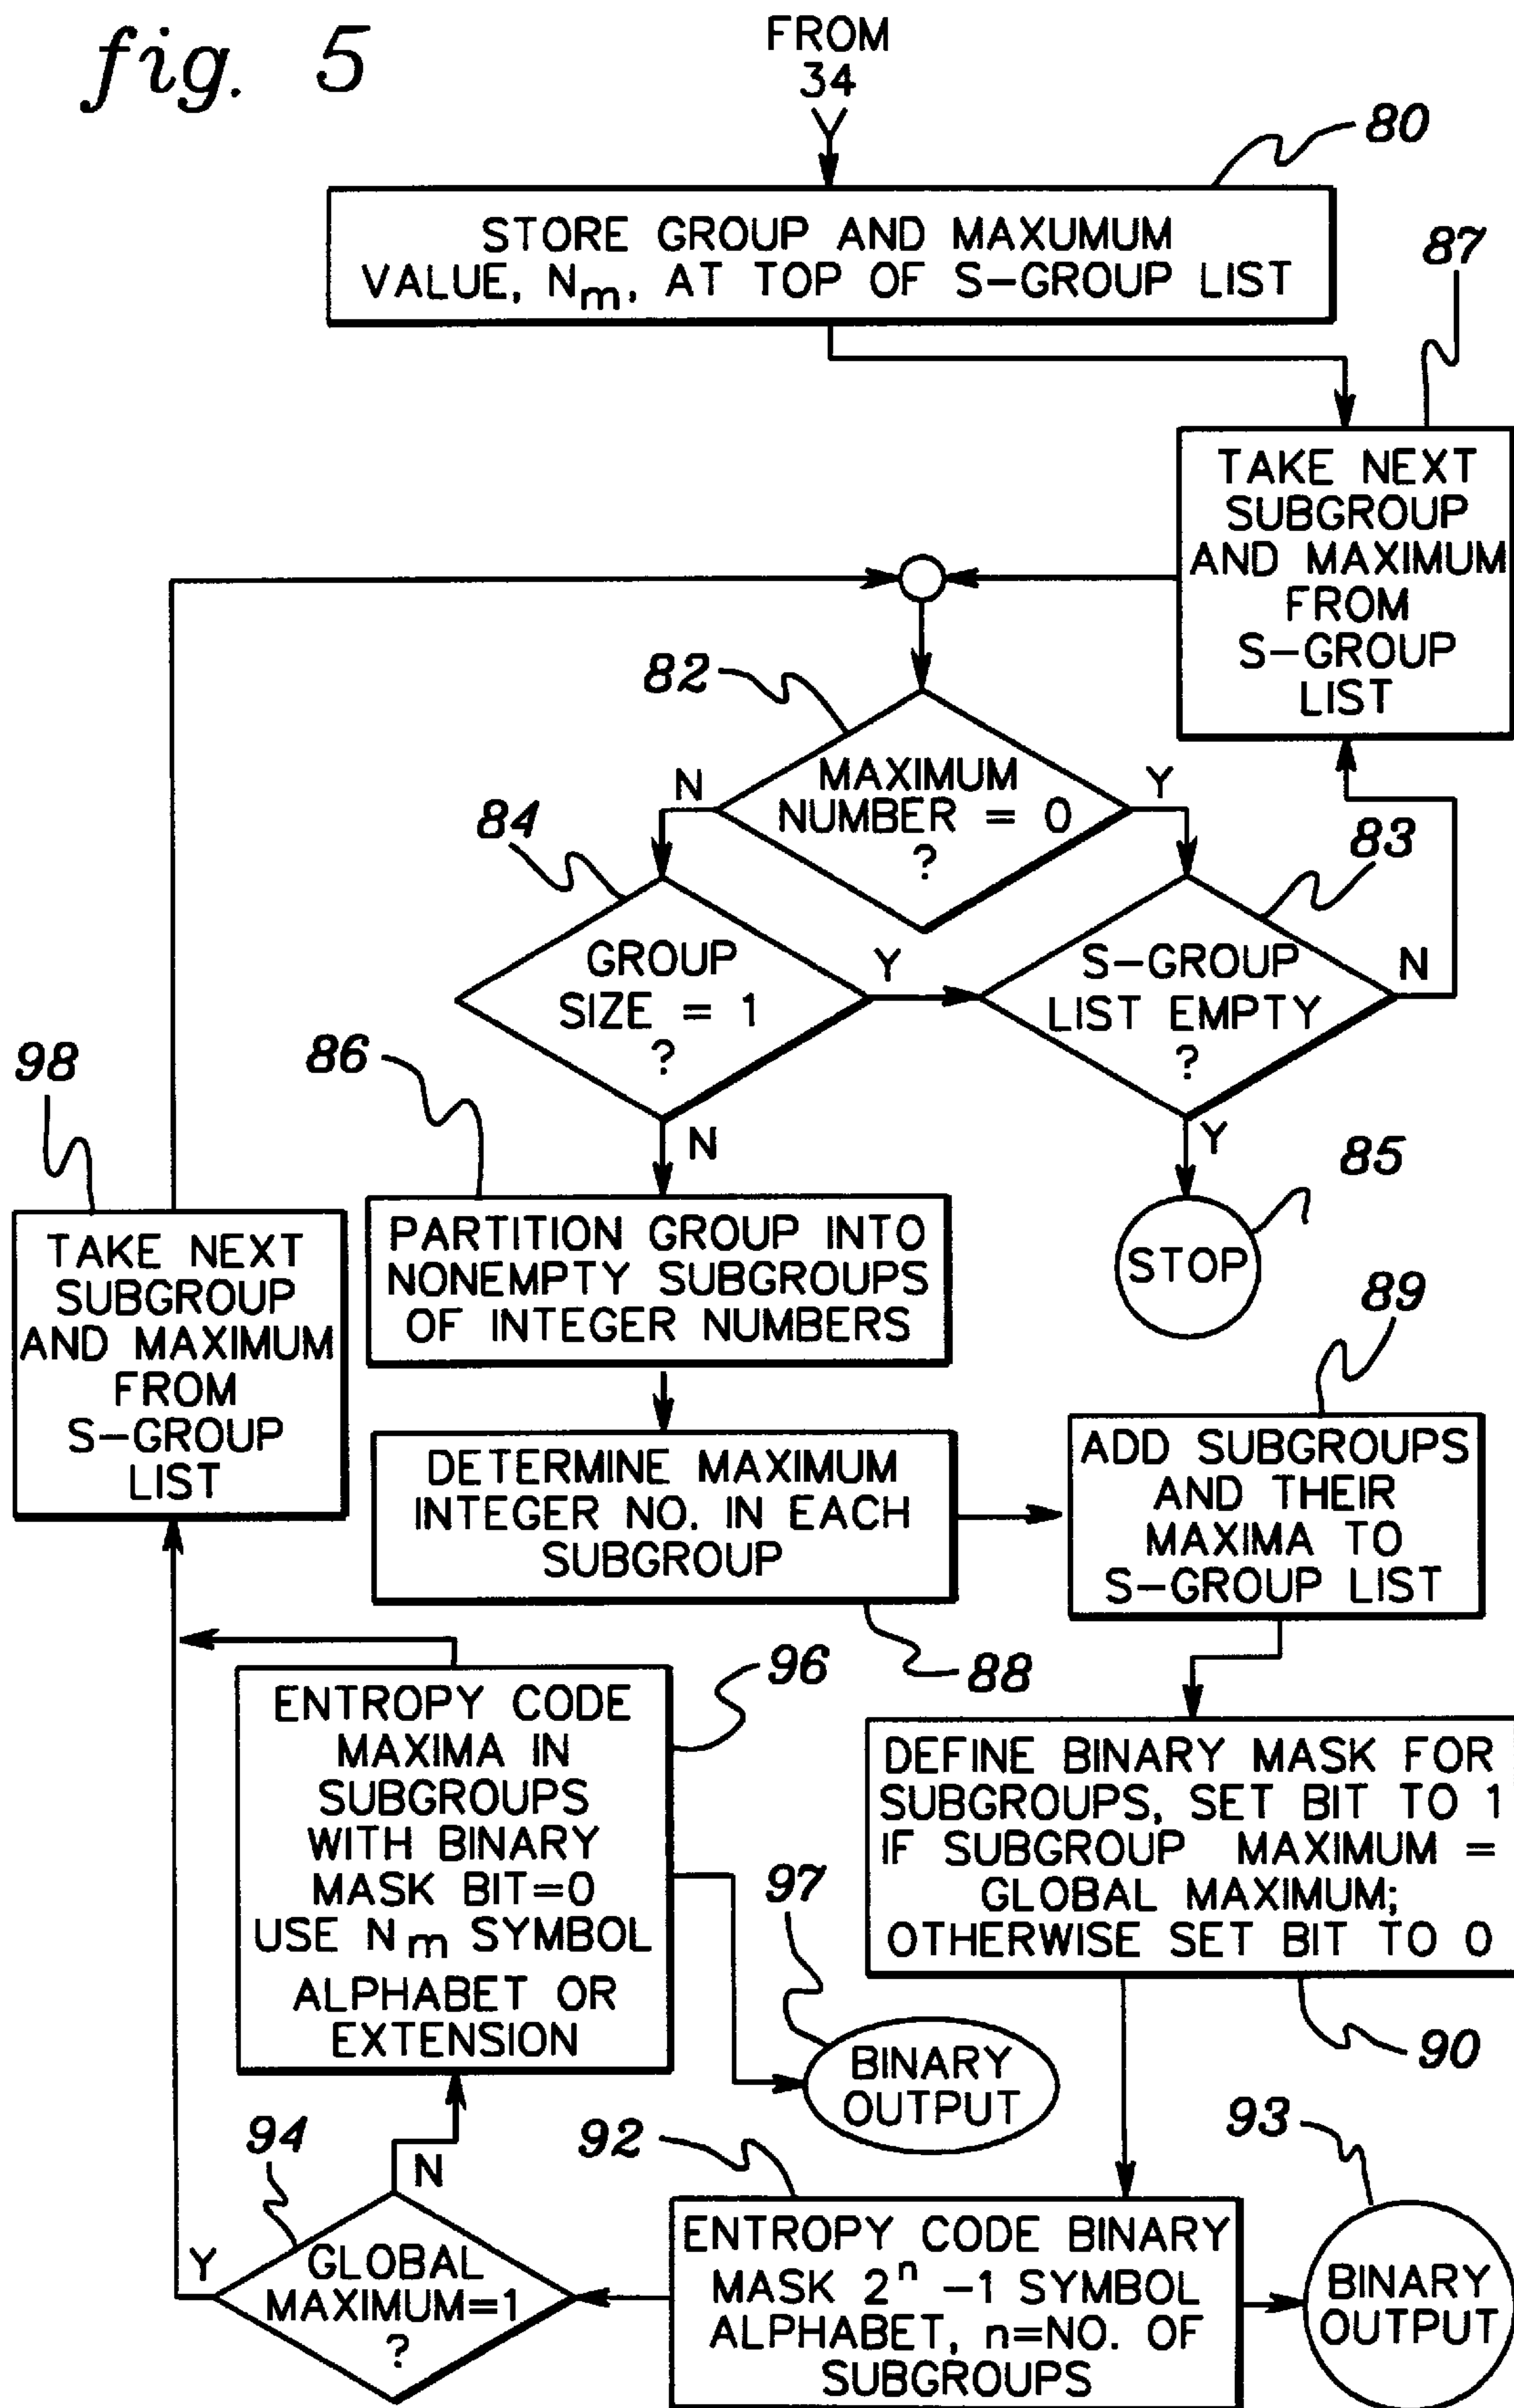 fig. 5
FROM
34
80
STORE GROUP AND MAXUMUM
VALUE, Nm, AT TOP OF S-GROUP LIST
87
TAKE NEXT
SUBGROUP
AND MAXIMUM
FROM
S-GROUP
LIST
82
MAXIMUM
NUMBER = 0
?
N
Y
84
83
GROUP
SIZE = 1
?
Y
S-GROUP
LIST EMPTY
?
N
86
N
Y
85
98
STOP
PARTITION GROUP INTO
NONEMPTY SUBGROUPS
OF INTEGER NUMBERS
TAKE NEXT
SUBGROUP
AND MAXIMUM
FROM
S-GROUP
LIST
89
DETERMINE MAXIMUM
INTEGER NO. IN EACH
SUBGROUP
ADD SUBGROUPS
AND THEIR
MAXIMA TO
S-GROUP LIST
88
96
ENTROPY CODE
MAXIMA IN
SUBGROUPS
WITH BINARY
MASK BIT=0
USE Nm SYMBOL
ALPHABET OR
EXTENSION
DEFINE BINARY MASK FOR
SUBGROUPS, SET BIT TO 1
IF SUBGROUP MAXIMUM =
GLOBAL MAXIMUM;
OTHERWISE SET BIT TO 0
97
BINARY
OUTPUT
90
94
N
92
93
Y
GLOBAL
MAXIMUM=1
?
ENTROPY CODE BINARY
MASK 2ⁿ -1 SYMBOL
ALPHABET, n=NO. OF
SUBGROUPS
BINARY
OUTPUT